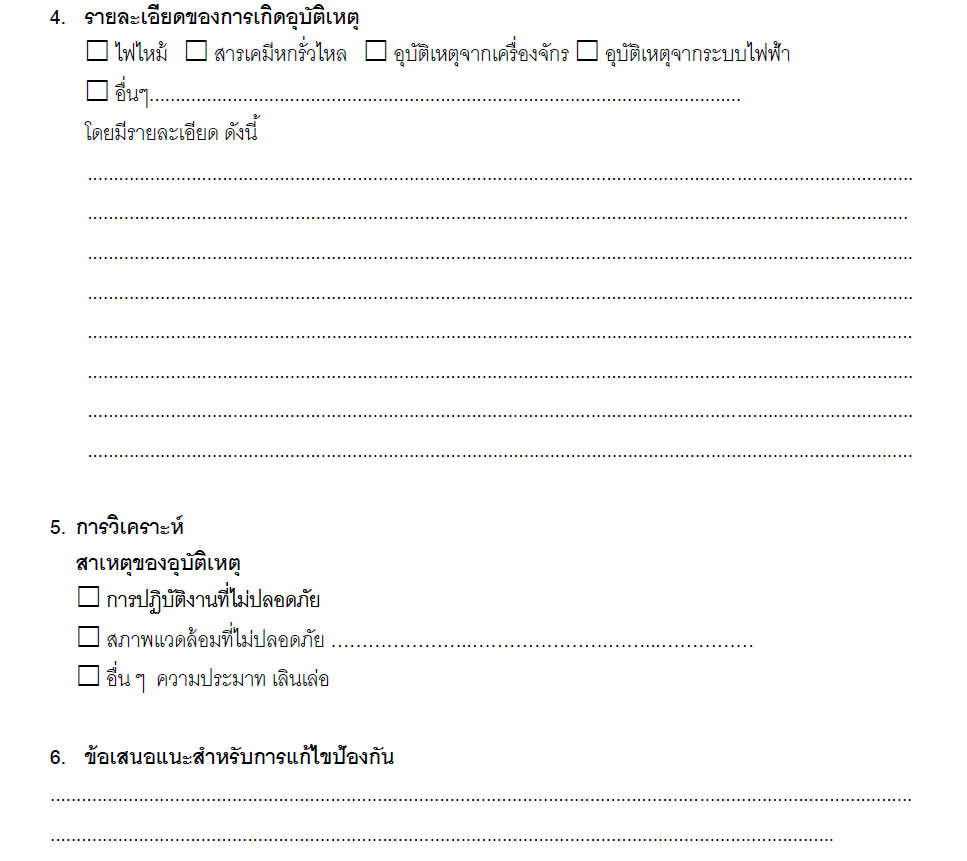 4. รายละเอียดของการเกิดอุบัติเหตุ
☐ ไฟไหม้ ☐ สารเคมีหกรั่วไหล ☐ อุบัติเหตุจากเครื่องจักร ☐ อุบัติเหตุจากระบบไฟฟ้า
☐ อื่นๆ....................................................................................................................
โดยมีรายละเอียด ดังนี้
................................................................................................................................................................
...............................................................................................................................................................
................................................................................................................................................................
................................................................................................................................................................
................................................................................................................................................................
................................................................................................................................................................
................................................................................................................................................................
................................................................................................................................................................
5. การวิเคราะห์
สาเหตุของอุบัติเหตุ
☐ การปฏิบัติงานที่ไม่ปลอดภัย
☐ สภาพแวดล้อมที่ไม่ปลอดภัย ……………………..…………………….……...……………
☐ อื่น ๆ ความประมาท เลินเล่อ
6. ข้อเสนอแนะสำหรับการแก้ไขป้องกัน
........................................................................................................................................................................
.........................................................................................................................................................